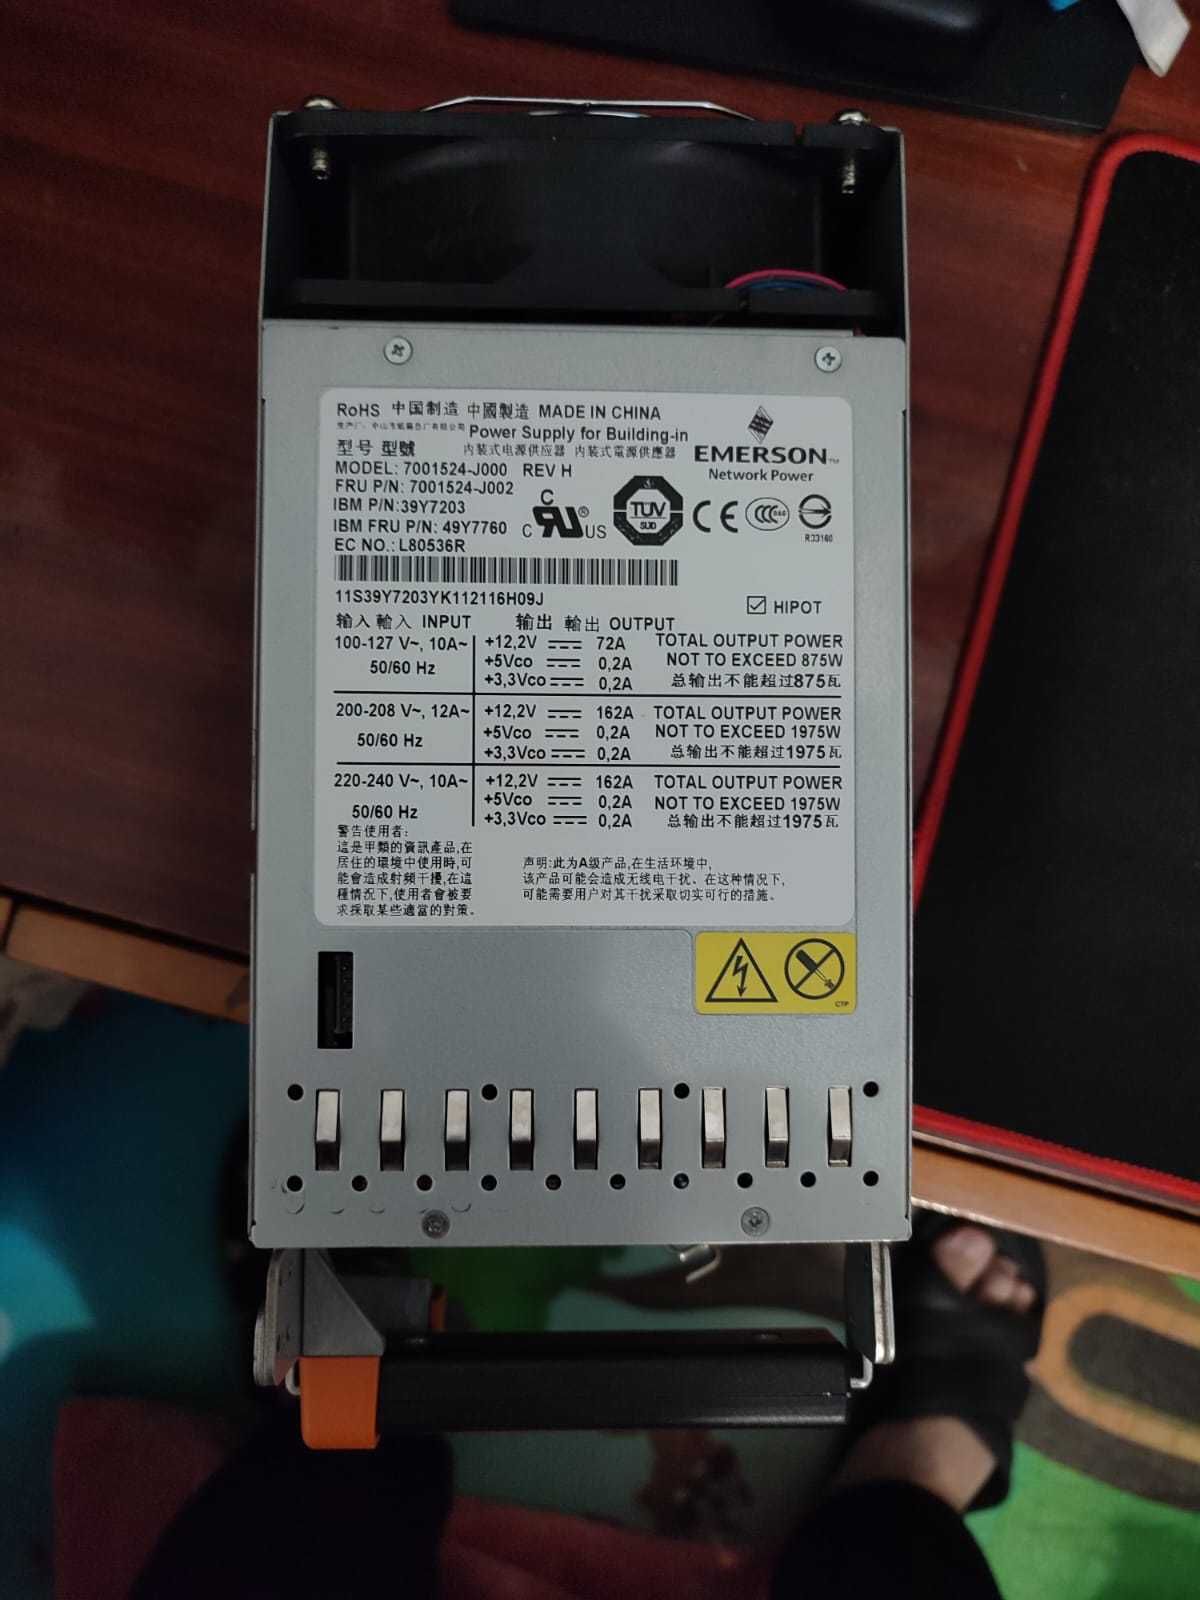 RoHS 中国制造 中國製造 MADE IN CHINA
Power Supply for Building-in
型号 型號 内装式电源供应器 内裝式電源供應器
EMERSON™
Network Power
MODEL: 7001524-J000 REV H
FRU P/N: 7001524-J002
IBM P/N:39Y7203
IBM FRU P/N: 49Y7760
EC NO.: L80536R
C RU® US
C
TUV
SUD
CE
CCC S&E
R33160
11S39Y7203YK112116H09J
HIPOT
输入 輸入 INPUT 输出 輸出 OUTPUT
100-127 V~, 10A~ +12,2V 72A TOTAL OUTPUT POWER
50/60 Hz +5Vco 0,2A NOT TO EXCEED 875W
+3,3Vco 0,2A 总输出不能超过875瓦
200-208 V~, 12A~ +12,2V 162A TOTAL OUTPUT POWER
50/60 Hz +5Vco 0,2A NOT TO EXCEED 1975W
+3,3Vco 0,2A 总输出不能超过1975瓦
220-240 V~, 10A~ +12,2V 162A TOTAL OUTPUT POWER
50/60 Hz +5Vco 0,2A NOT TO EXCEED 1975W
+3,3Vco 0,2A 总输出不能超过1975瓦
警告使用者:
這是甲類的資訊產品,在
居住的環境中使用時,可
能會造成射頻干擾,在這
種情況下,使用者會被要
求採取某些適當的對策。
声明:此为A级产品,在生活环境中,
该产品可能会造成无线电干扰、在这种情况下,
可能需要用户对其干扰采取切实可行的措施。
CTP